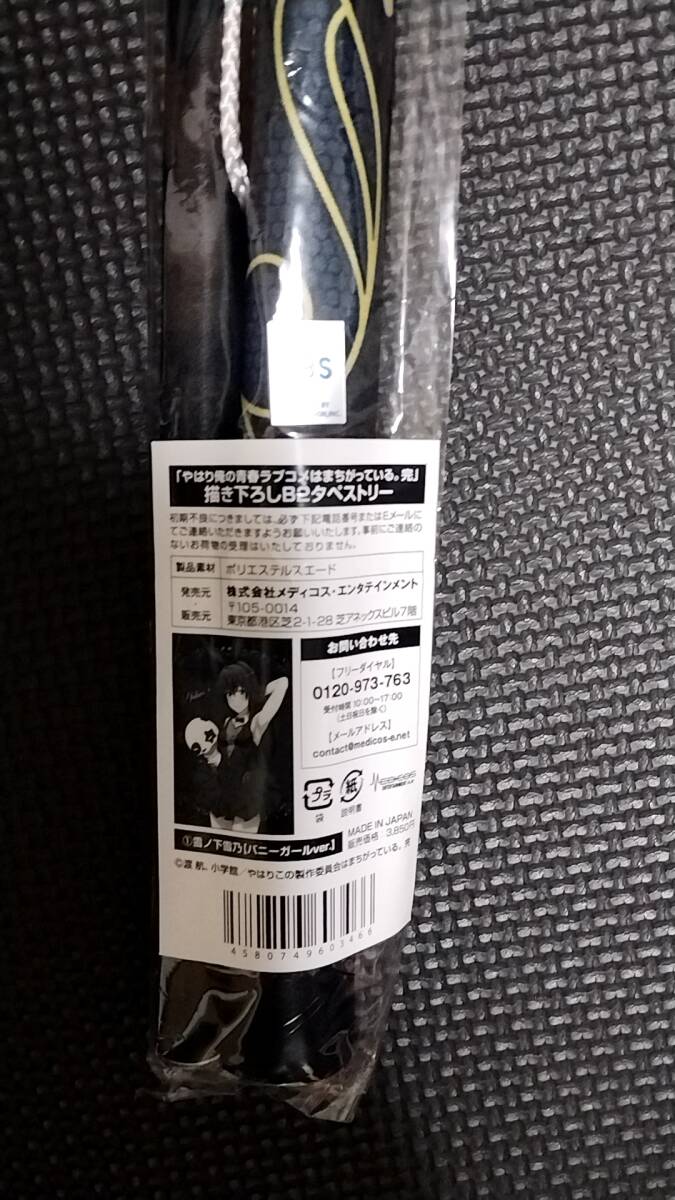 「やはり俺の青春ラブコメはまちがっている。完」
描き下ろしB2タペストリー
初期不良につきましては、必ず下記電話番号またはEメールに
てご連絡いただきますようお願いいたします。事前にご連絡の
ないお荷物の受理はいたしておりません。
製品素材 ポリエステルスエード
発売元・販売元 株式会社メディコス・エンタテインメント
〒105-0014
東京都港区芝2-1-28 芝アネックスビル7階
お問い合わせ先
【フリーダイヤル】
0120-973-763
受付時間 10:00~17:00
(土日祝日を除く)
【メールアドレス】
contact@medicos-e.net
プラ
袋
紙
説明書
MADE IN JAPAN
販売価格:3,850円
①雪ノ下雪乃[バニーガールver.]
©渡 航、小学館/やはりこの製作委員会はまちがっている。完
4580749603466